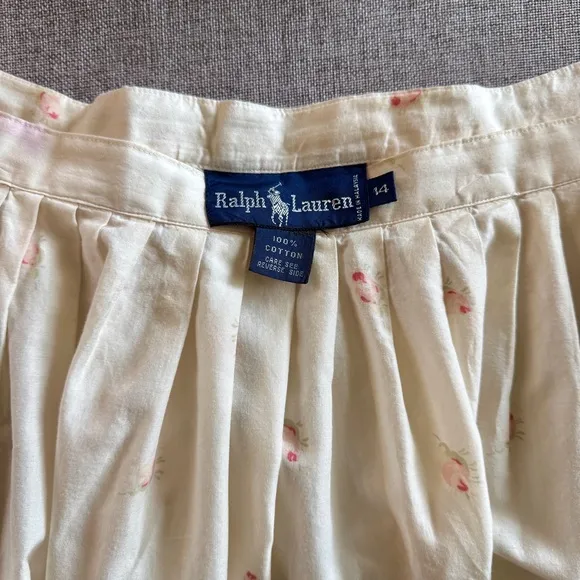 Ralph Lauren
14
100%
COTTON
CARE SEE
REVERSE SIDE